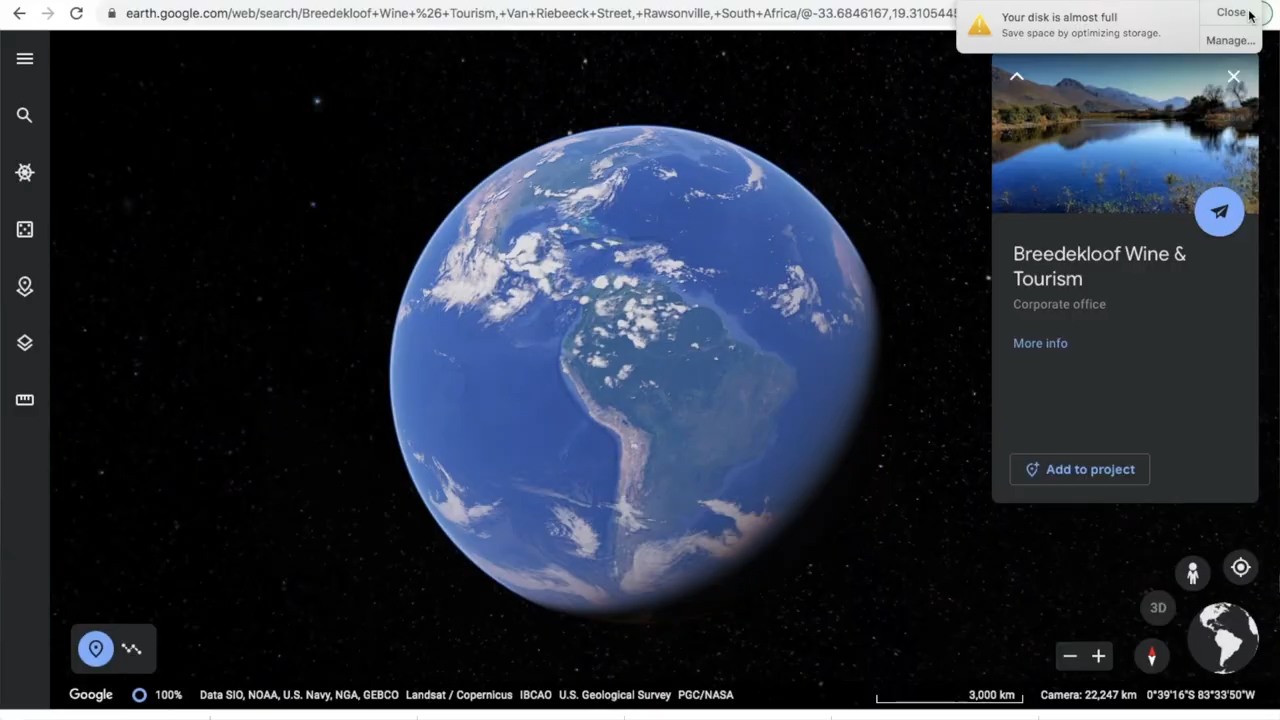 earth.google.com/web/search/Breedekloof+Wine+%26+Tourism,+Van+Riebeeck+Street,+Rawsonville,+South+Africa/@-33.6846167,19.310544
Your disk is almost full
Save space by optimizing storage.
Close
Manage...
Breedekloof Wine &
Tourism
Corporate office
More info
Add to project
3D
Google
100%
Data SIO, NOAA, U.S. Navy, NGA, GEBCO Landsat / Copernicus IBCAO U.S. Geological Survey PGC/NASA
3,000 km
Camera: 22,247 km 0°39'16"S 83°33'50"W